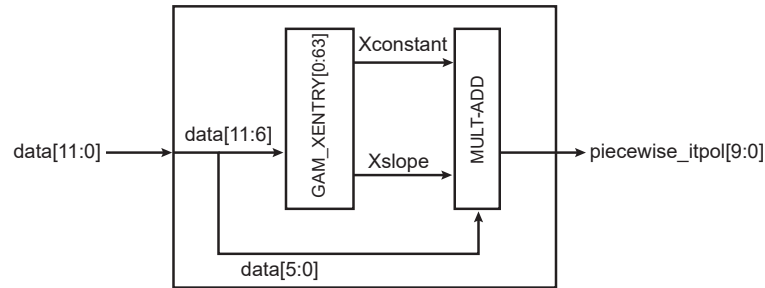 Xconstant
GAM_XENTRY[0:63]
MULT-ADD
data[11:6]
data[11:0]
piecewise_itpol[9:0]
Xslope
data[5:0]